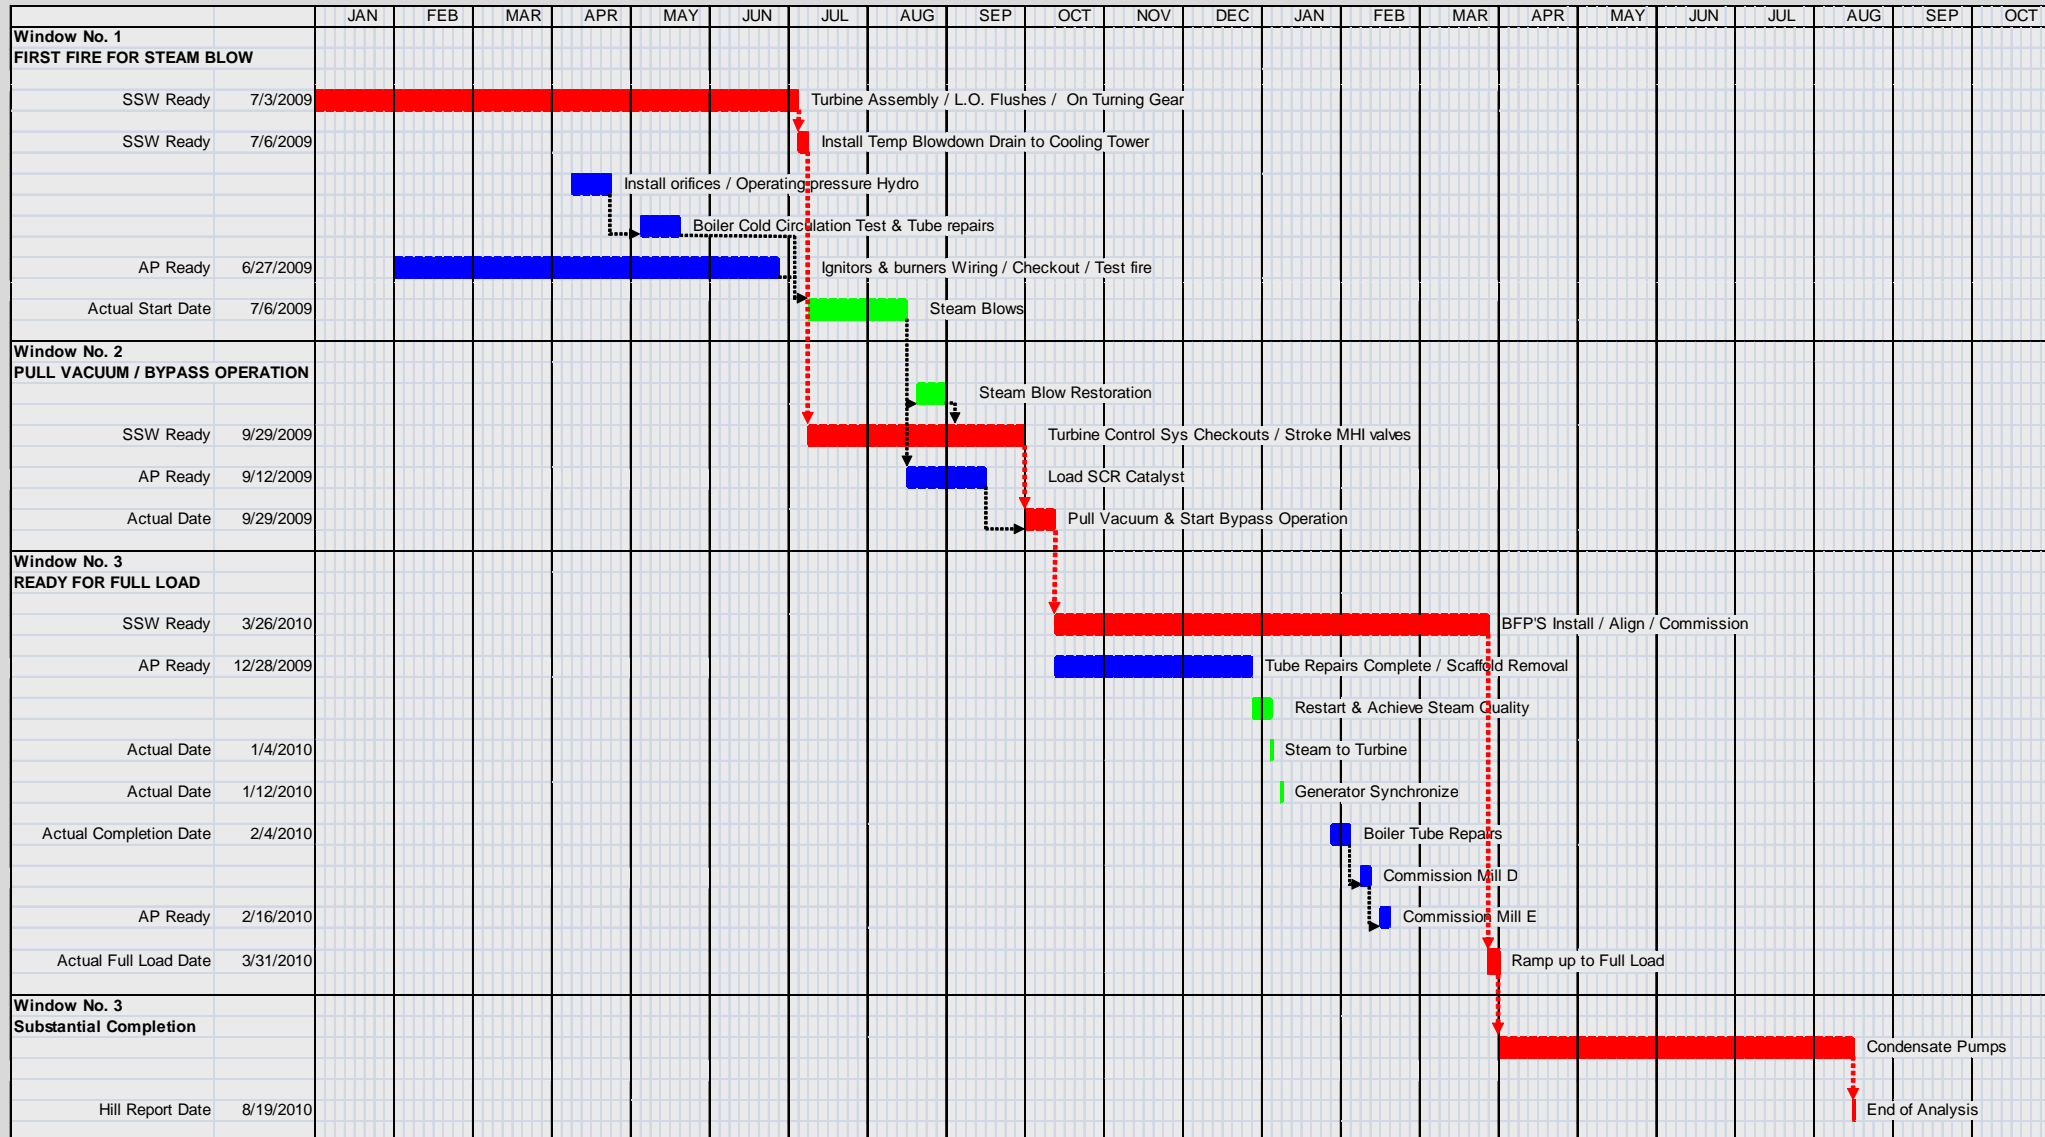 JAN FEB MAR APR MAY JUN JUL AUG SEP OCT NOV DEC JAN FEB MAR APR MAY JUN JUL AUG SEP OCT
Window No. 1
FIRST FIRE FOR STEAM BLOW
SSW Ready 7/3/2009 Turbine Assembly / L.O. Flushes / On Turning Gear
SSW Ready 7/6/2009 Install Temp Blowdown Drain to Cooling Tower
Install orifices / Operating pressure Hydro
Boiler Cold Circulation Test & Tube repairs
AP Ready 6/27/2009 Ignitors & burners Wiring / Checkout / Test fire
Actual Start Date 7/6/2009 Steam Blows
Window No. 2
PULL VACUUM / BYPASS OPERATION
Steam Blow Restoration
SSW Ready 9/29/2009 Turbine Control Sys Checkouts / Stroke MHI valves
AP Ready 9/12/2009 Load SCR Catalyst
Actual Date 9/29/2009 Pull Vacuum & Start Bypass Operation
Window No. 3
READY FOR FULL LOAD
SSW Ready 3/26/2010 BFP'S Install / Align / Commission
AP Ready 12/28/2009 Tube Repairs Complete / Scaffold Removal
Restart & Achieve Steam Quality
Actual Date 1/4/2010 Steam to Turbine
Actual Date 1/12/2010 Generator Synchronize
Actual Completion Date 2/4/2010 Boiler Tube Repairs
Commission Mill D
AP Ready 2/16/2010 Commission Mill E
Actual Full Load Date 3/31/2010 Ramp up to Full Load
Window No. 3
Substantial Completion
Condensate Pumps
Hill Report Date 8/19/2010 End of Analysis